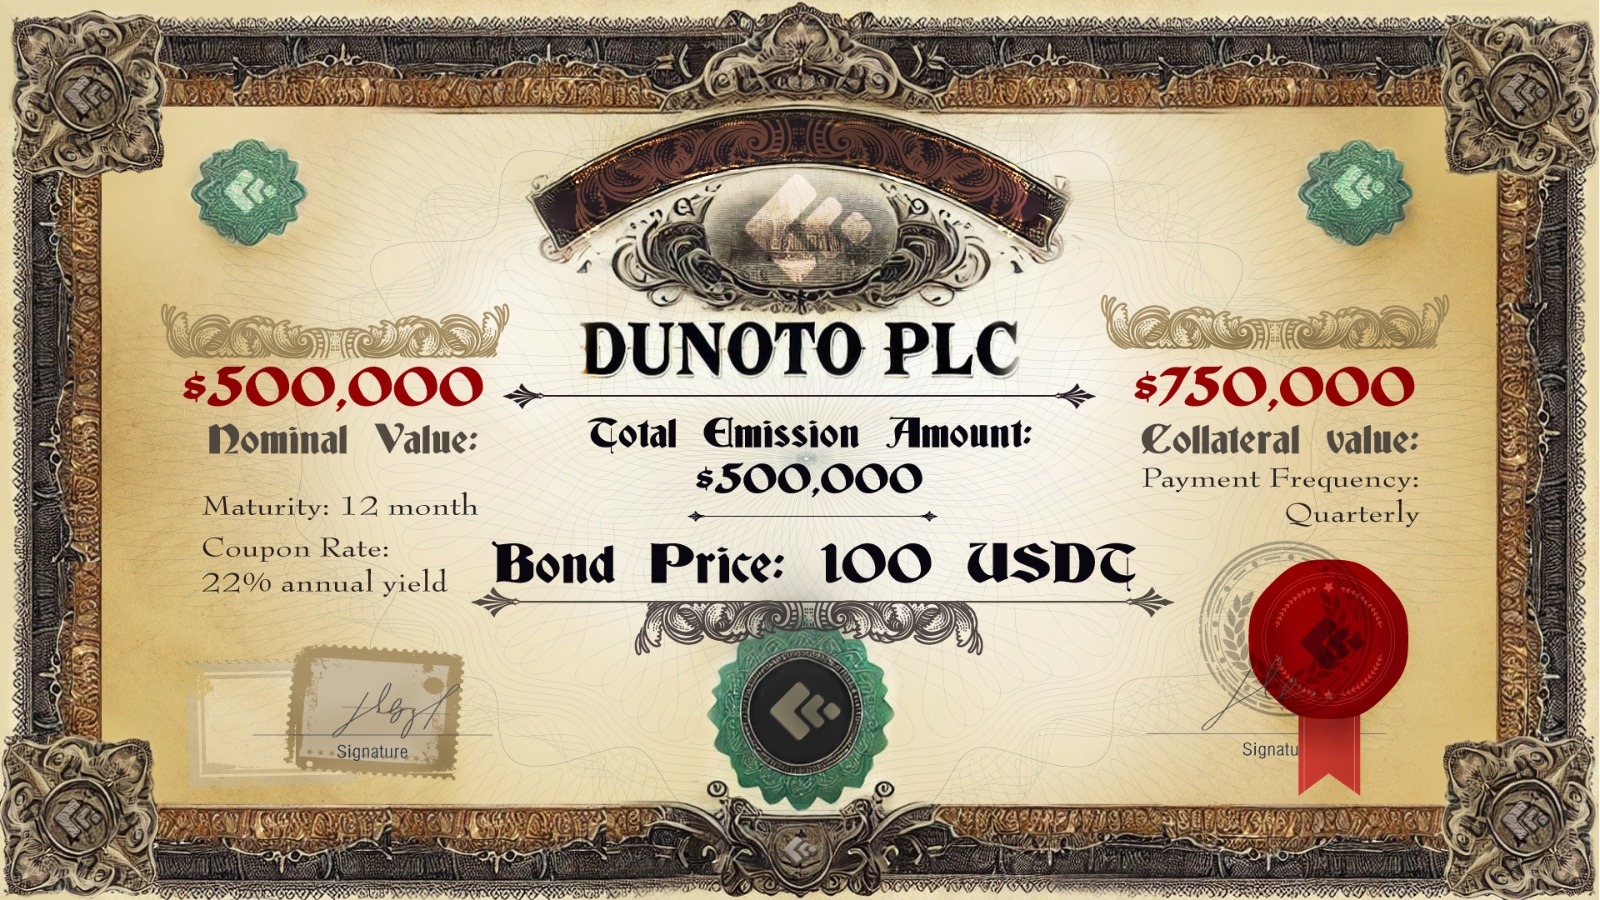 DUNOTO PLC
$500,000
Nominal Value:
Maturity: 12 month
Coupon Rate:
22% annual yield
Total Emission Amount:
$500,000
Bond Price: 100 USDT
$750,000
Collateral value:
Payment Frequency:
Quarterly
Signature
Signatu